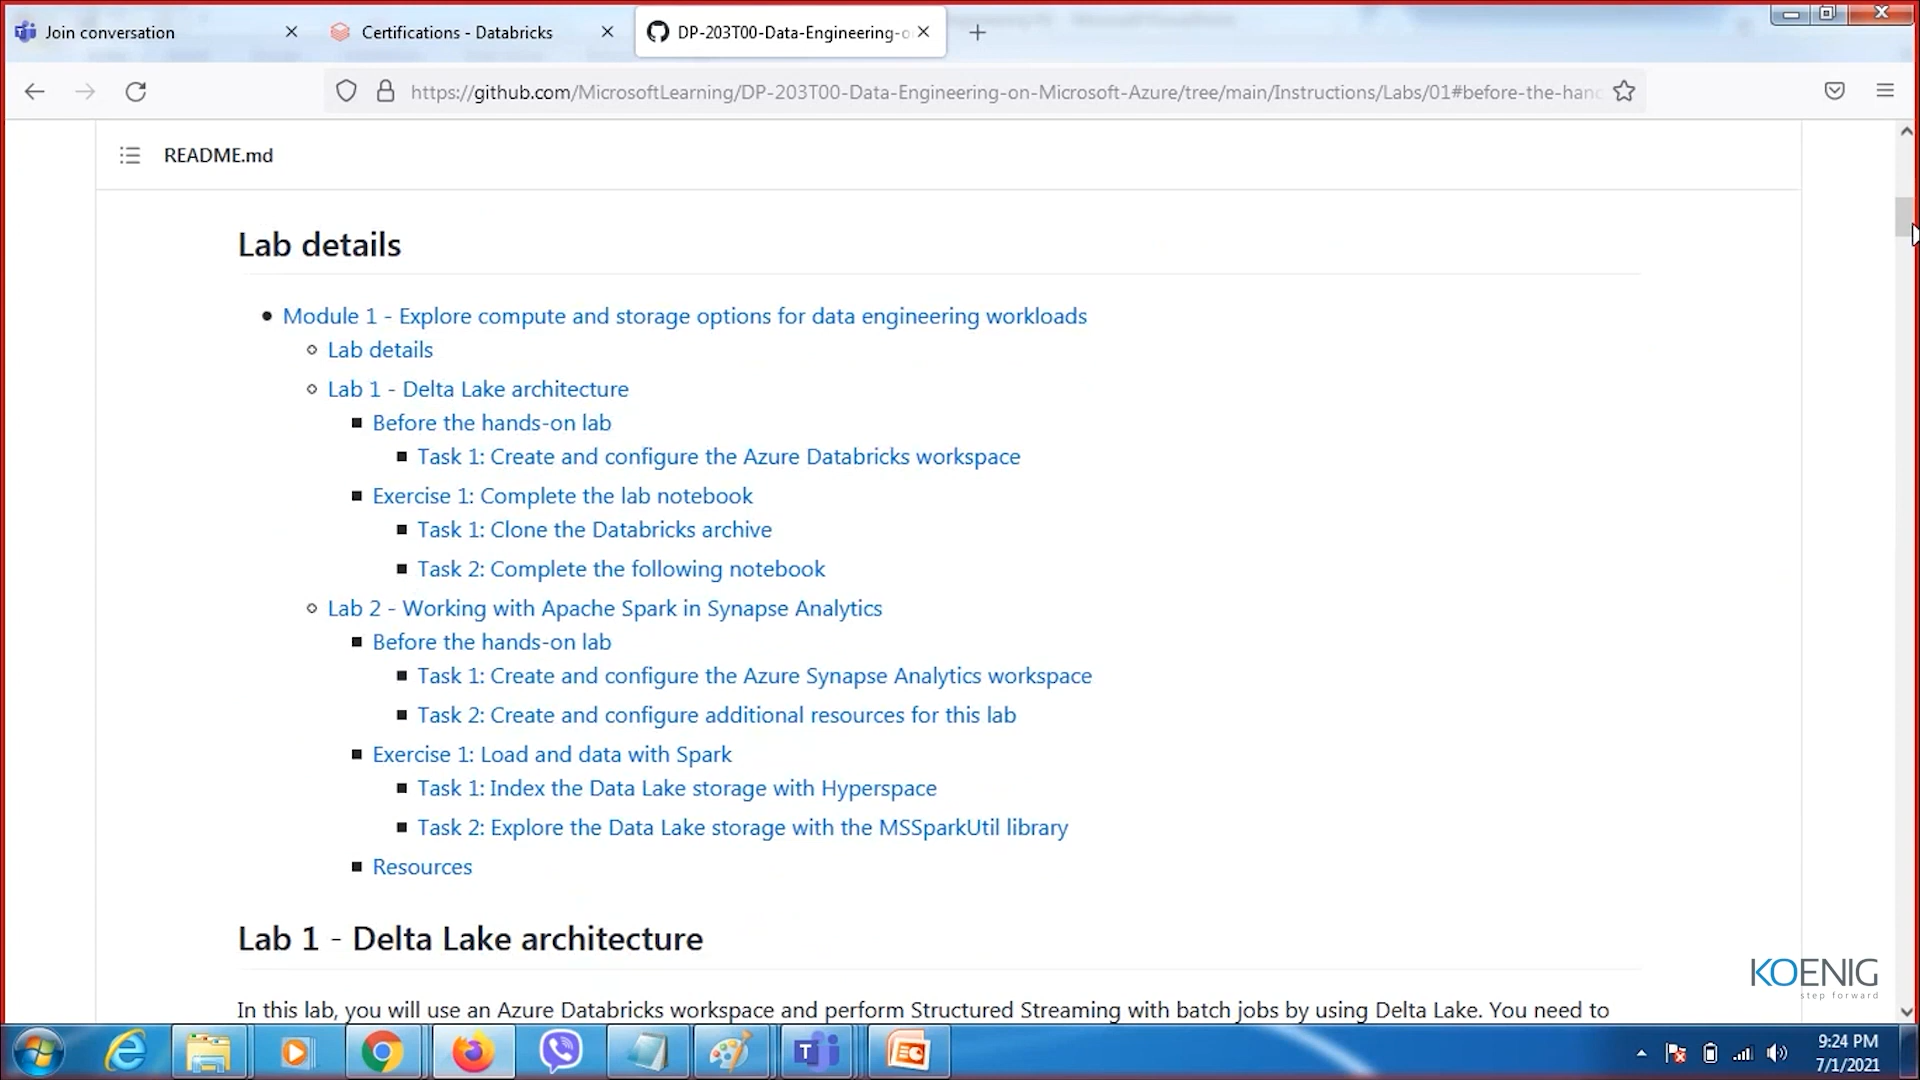 Join conversation
Certifications - Databricks
DP-203T00-Data-Engineering-o
https://github.com/MicrosoftLearning/DP-203T00-Data-Engineering-on-Microsoft-Azure/tree/main/Instructions/Labs/01#before-the-hand
README.md
Lab details
Module 1 - Explore compute and storage options for data engineering workloads
Lab details
Lab 1 - Delta Lake architecture
Before the hands-on lab
Task 1: Create and configure the Azure Databricks workspace
Exercise 1: Complete the lab notebook
Task 1: Clone the Databricks archive
Task 2: Complete the following notebook
Lab 2 - Working with Apache Spark in Synapse Analytics
Before the hands-on lab
Task 1: Create and configure the Azure Synapse Analytics workspace
Task 2: Create and configure additional resources for this lab
Exercise 1: Load and data with Spark
Task 1: Index the Data Lake storage with Hyperspace
Task 2: Explore the Data Lake storage with the MSSparkUtil library
Resources
Lab 1 - Delta Lake architecture
KOENIG
step forward
In this lab, you will use an Azure Databricks workspace and perform Structured Streaming with batch jobs by using Delta Lake. You need to
9:24 PM
7/1/2021